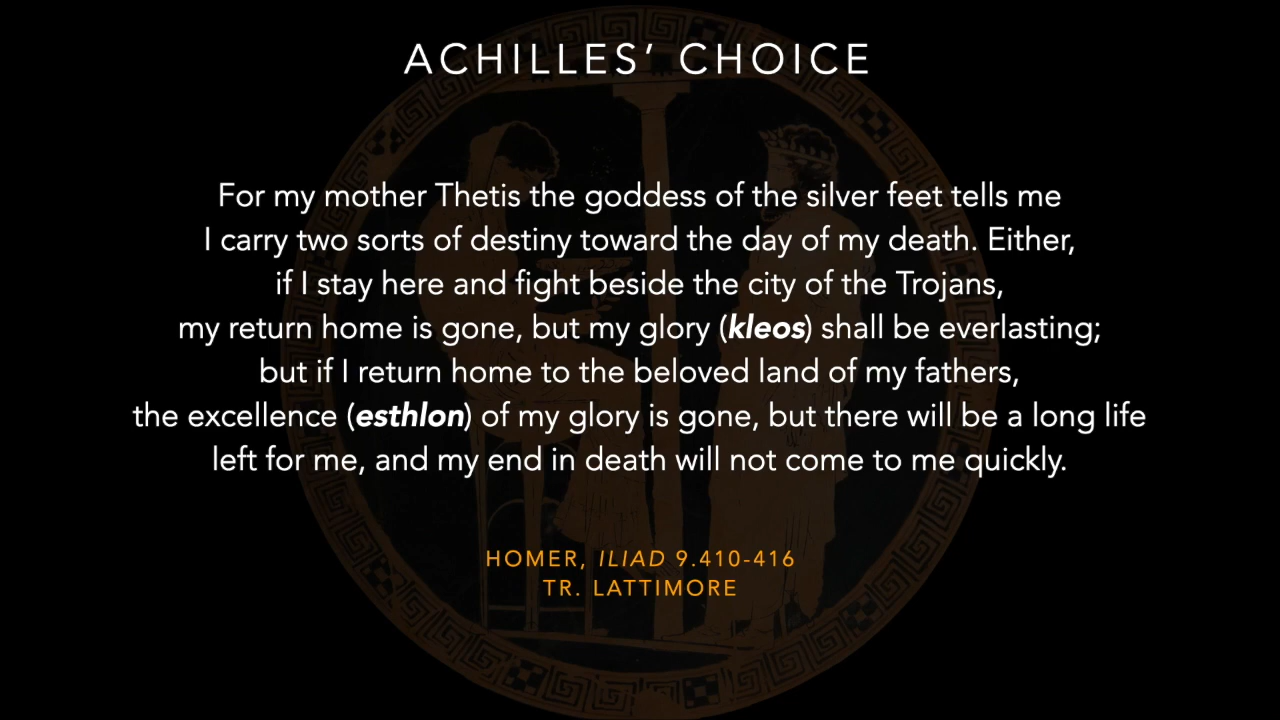 ACHILLES’ CHOICE
For my mother Thetis the goddess of the silver feet tells me
I carry two sorts of destiny toward the day of my death. Either,
if I stay here and fight beside the city of the Trojans,
my return home is gone, but my glory (kleos) shall be everlasting;
but if I return home to the beloved land of my fathers,
the excellence (esthlon) of my glory is gone, but there will be a long life
left for me, and my end in death will not come to me quickly.
HOMER, ILIAD 9.410-416
TR. LATTIMORE